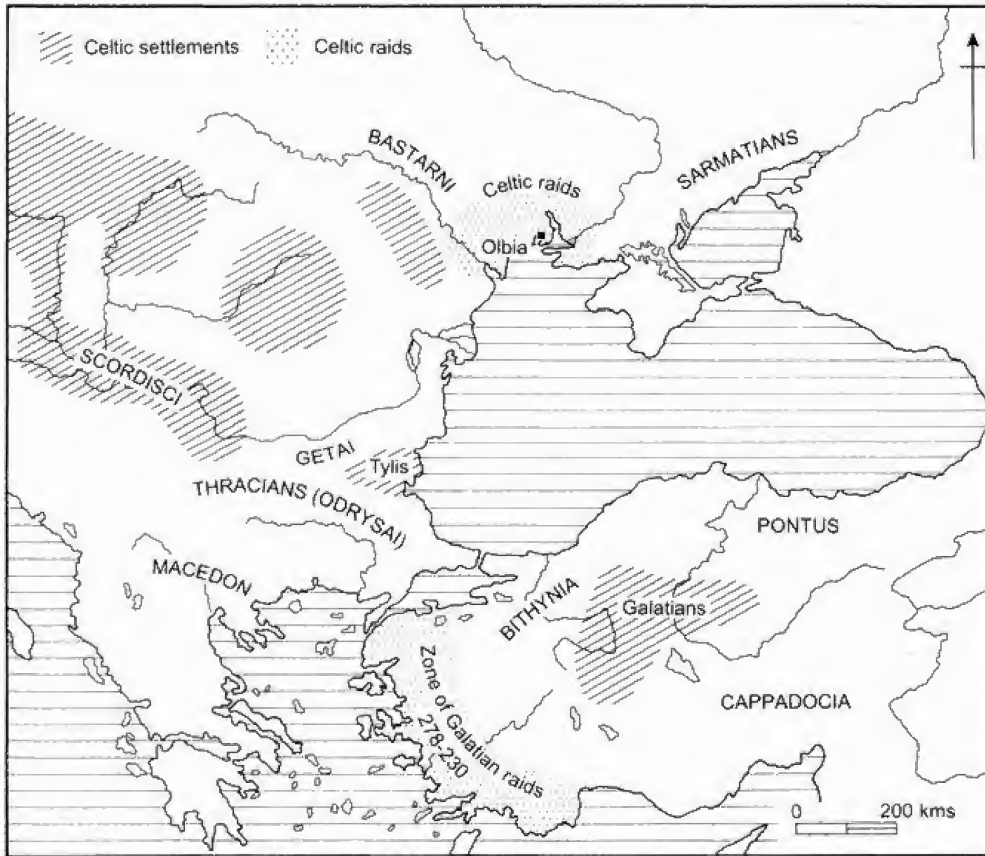 Celtic settlements
Celtic raids
BASTARNI
SARMATIANS
Celtic raids
Olbia
SCORDISCI
GETAI
Tylis
THRACIANS (ODRYSAI)
PONTUS
MACEDON
BITHYNIA
Galatians
Zone of Galatian raids
278-230
CAPPADOCIA
0 200 kms